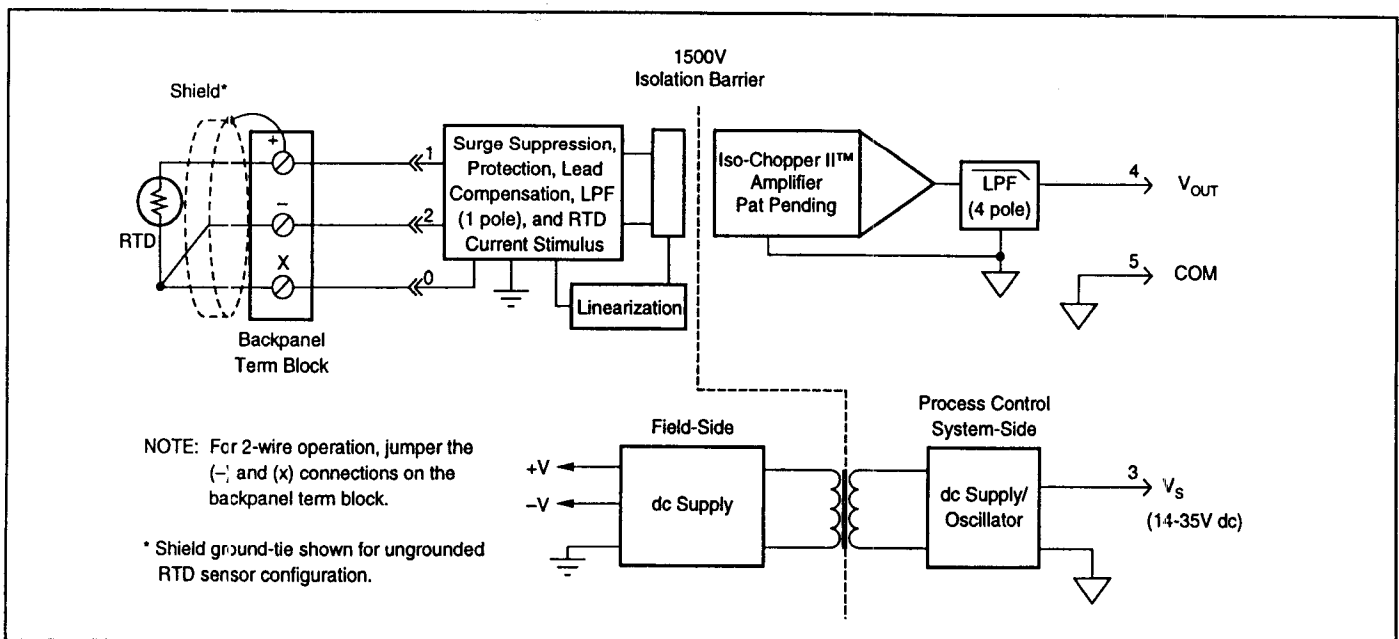 1500V
Isolation Barrier
Shield*
+
–
X
RTD
Backpanel
Term Block
1
2
0
Surge Suppression,
Protection, Lead
Compensation, LPF
(1 pole), and RTD
Current Stimulus
Linearization
Iso-Chopper II™
Amplifier
Pat Pending
LPF
(4 pole)
4
VOUT
5
COM
NOTE: For 2-wire operation, jumper the
(–) and (x) connections on the
backpanel term block.
* Shield ground-tie shown for ungrounded
RTD sensor configuration.
Field-Side
+V
–V
dc Supply
Process Control
System-Side
dc Supply/
Oscillator
3
VS
(14-35V dc)